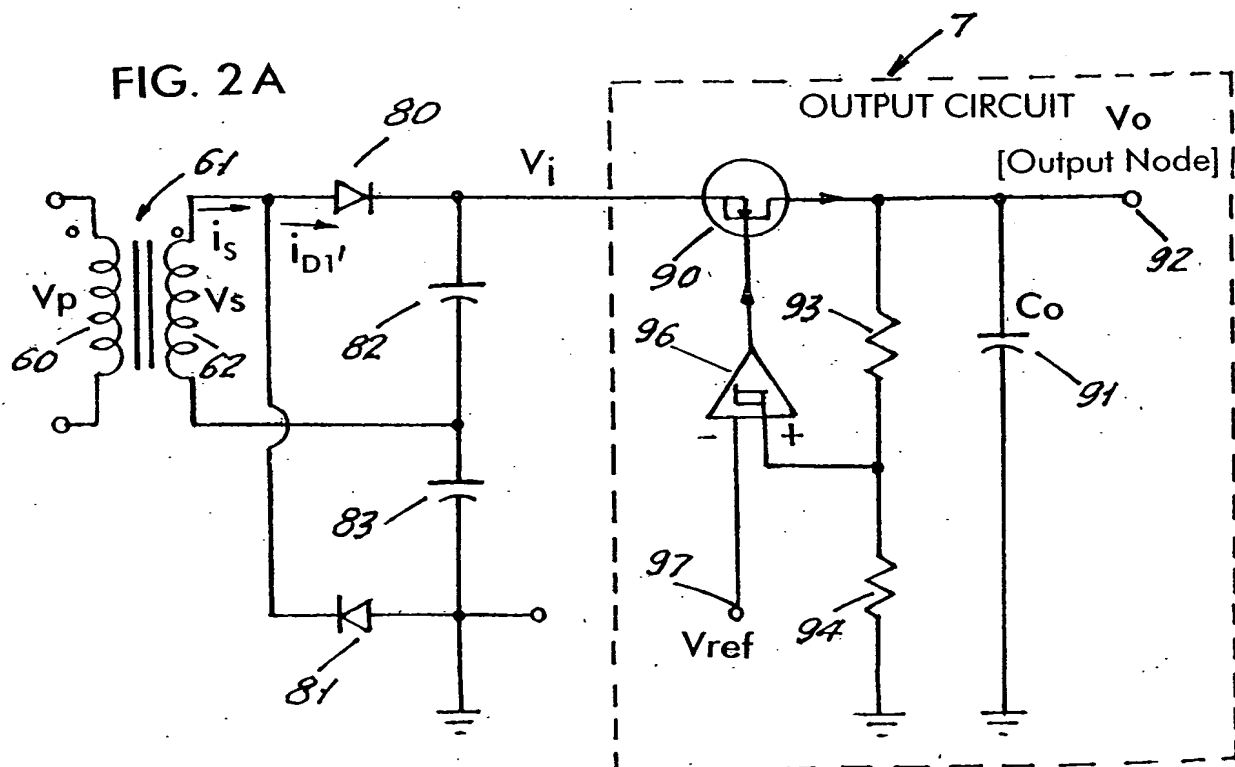 7
FIG. 2A
OUTPUT CIRCUIT
Vo
[Output Node]
80
61
Vi
is
iD1'
90
92
Vp
Vs
60
62
82
96
93
Co
91
- +
83
97
Vref
94
81